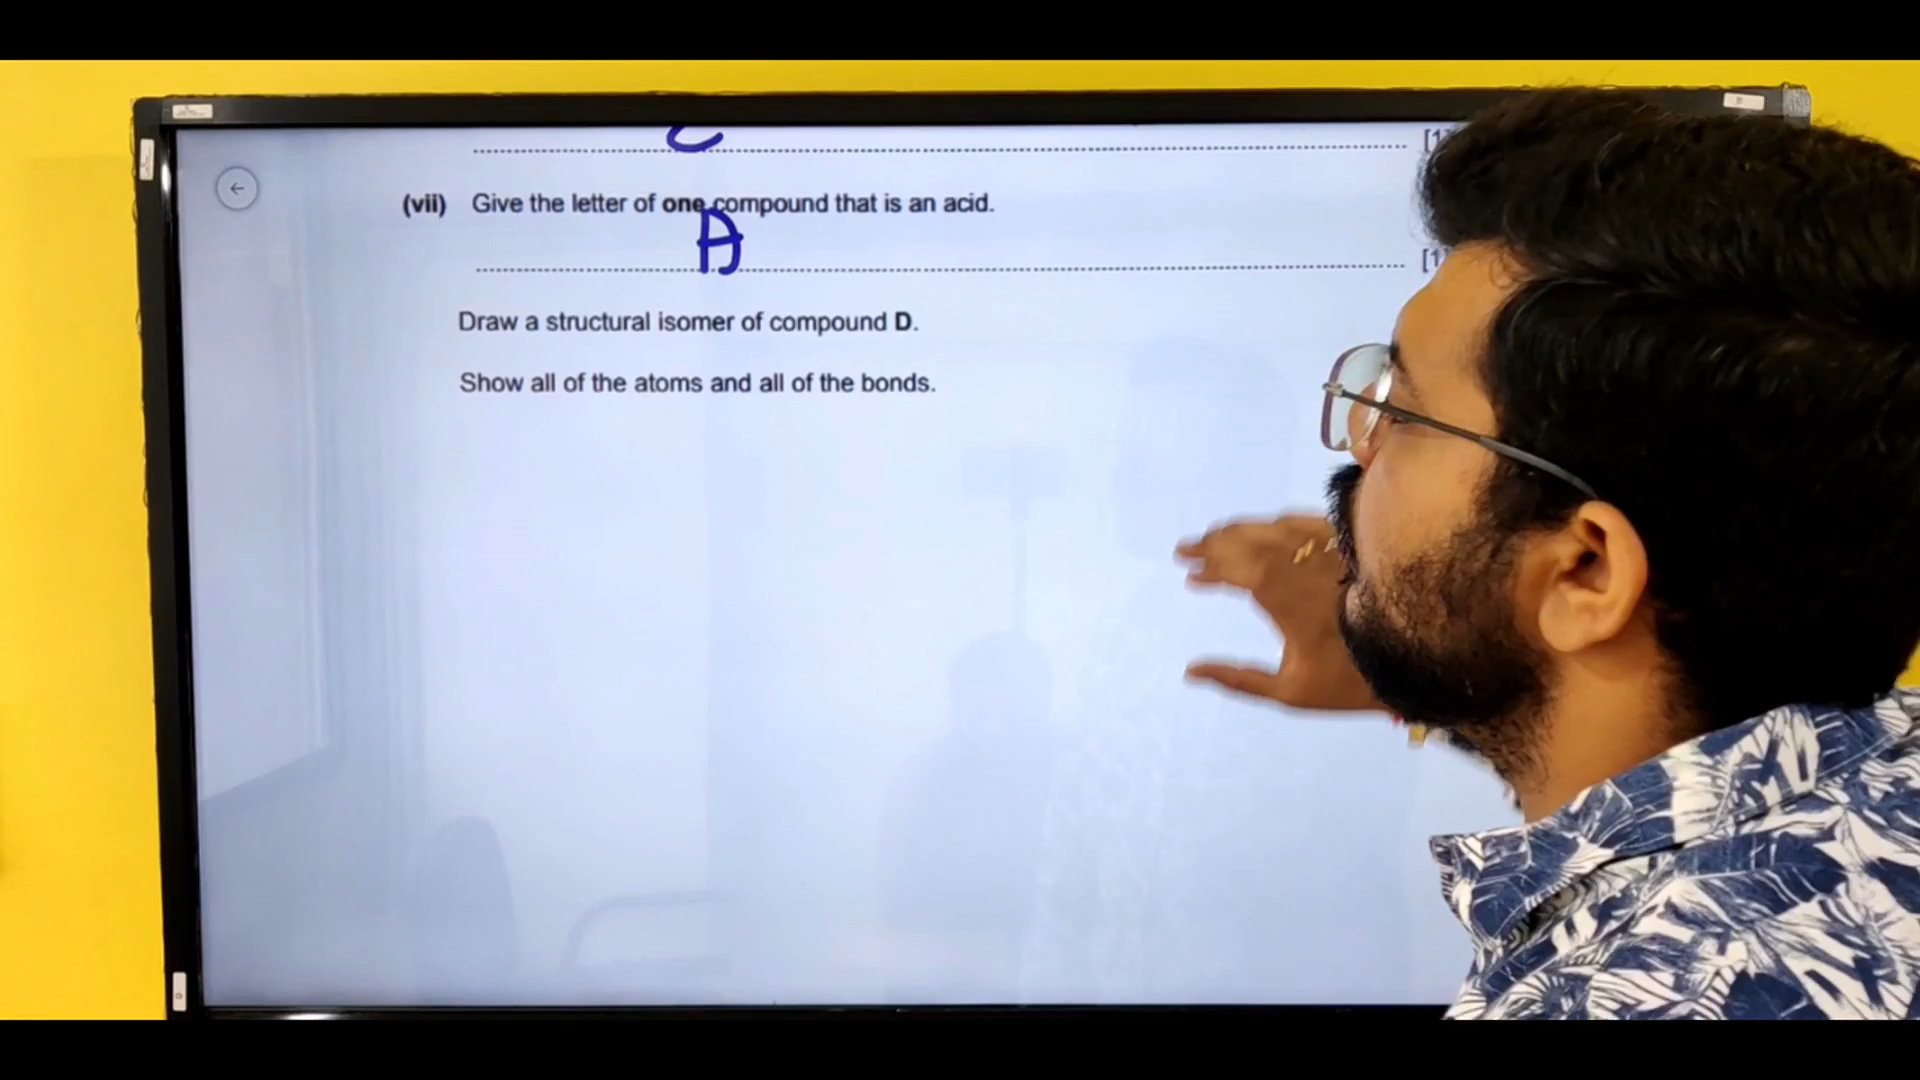 C
(vii) Give the letter of one compound that is an acid.
A
[1]
Draw a structural isomer of compound D.
Show all of the atoms and all of the bonds.